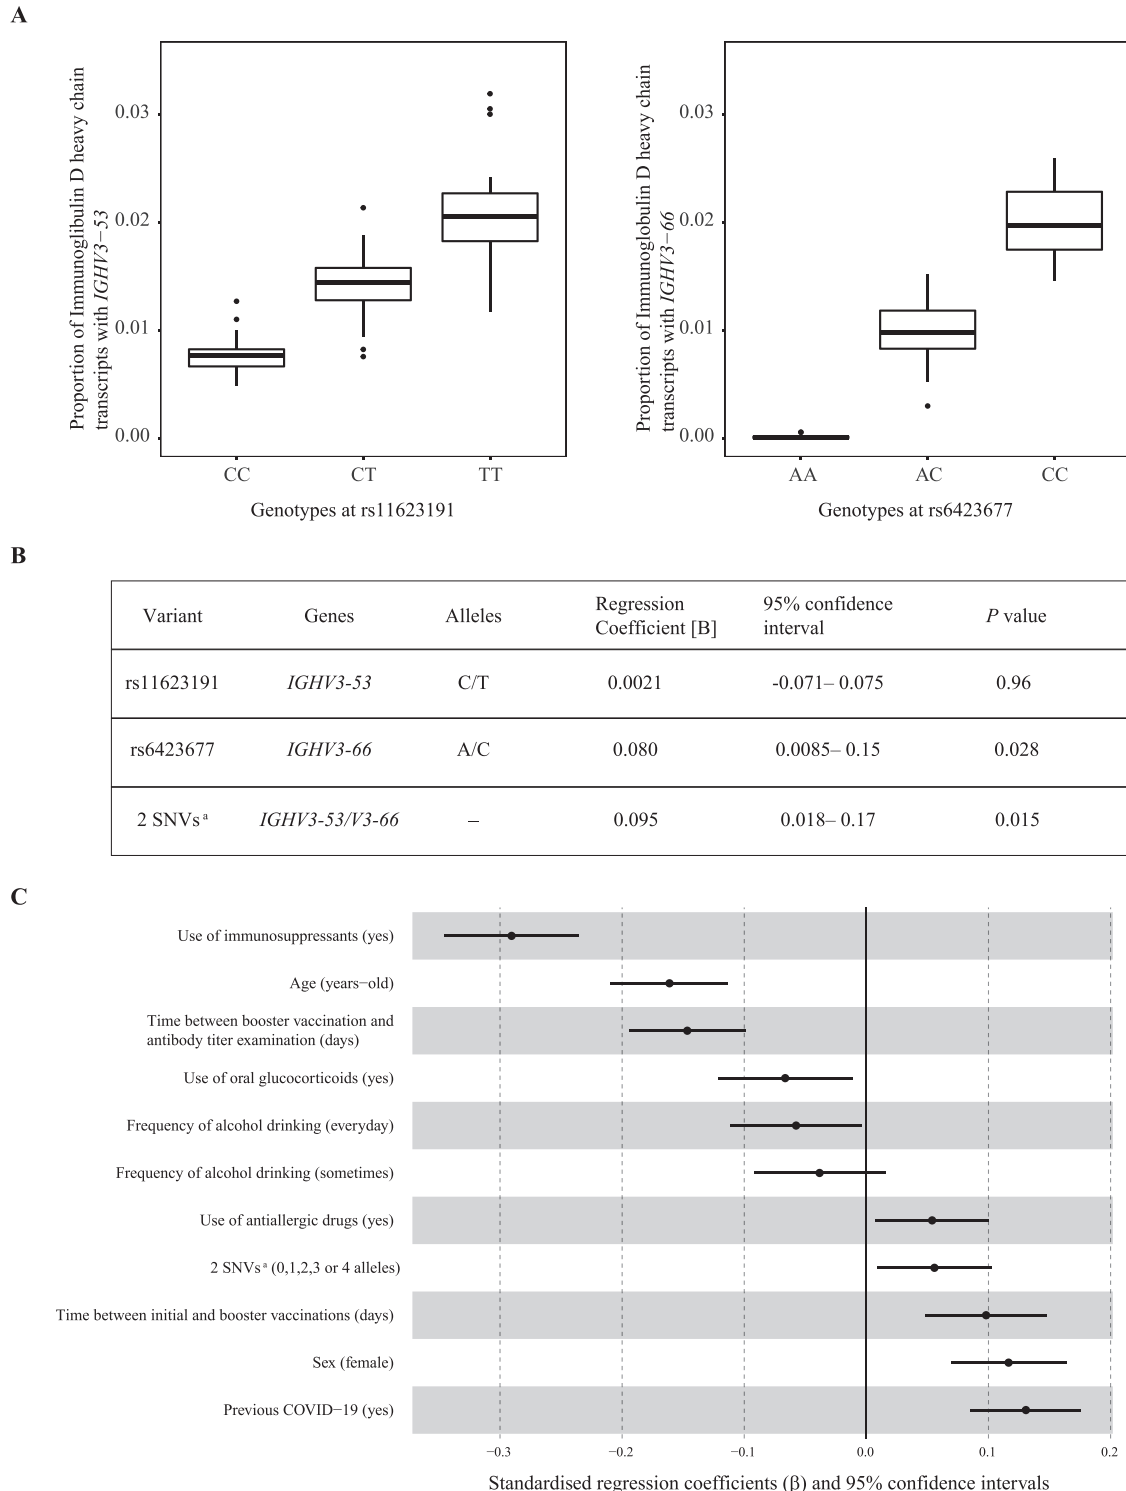 A
Proportion of Immunoglibulin D heavy chain
transcripts with IGHV3−53
0.03
0.02
0.01
0.00
CC CT TT
Genotypes at rs11623191
Proportion of Immunoglobulin D heavy chain
transcripts with IGHV3−66
0.03
0.02
0.01
0.00
AA AC CC
Genotypes at rs6423677
B
Variant Genes Alleles Regression Coefficient [B] 95% confidence interval P value
rs11623191 IGHV3-53 C/T 0.0021 -0.071– 0.075 0.96
rs6423677 IGHV3-66 A/C 0.080 0.0085– 0.15 0.028
2 SNVs a IGHV3-53/V3-66 – 0.095 0.018– 0.17 0.015
C
Use of immunosuppressants (yes)
Age (years−old)
Time between booster vaccination and
antibody titer examination (days)
Use of oral glucocorticoids (yes)
Frequency of alcohol drinking (everyday)
Frequency of alcohol drinking (sometimes)
Use of antiallergic drugs (yes)
2 SNVs a (0,1,2,3 or 4 alleles)
Time between initial and booster vaccinations (days)
Sex (female)
Previous COVID−19 (yes)
−0.3 −0.2 −0.1 0.0 0.1 0.2
Standardised regression coefficients (β) and 95% confidence intervals